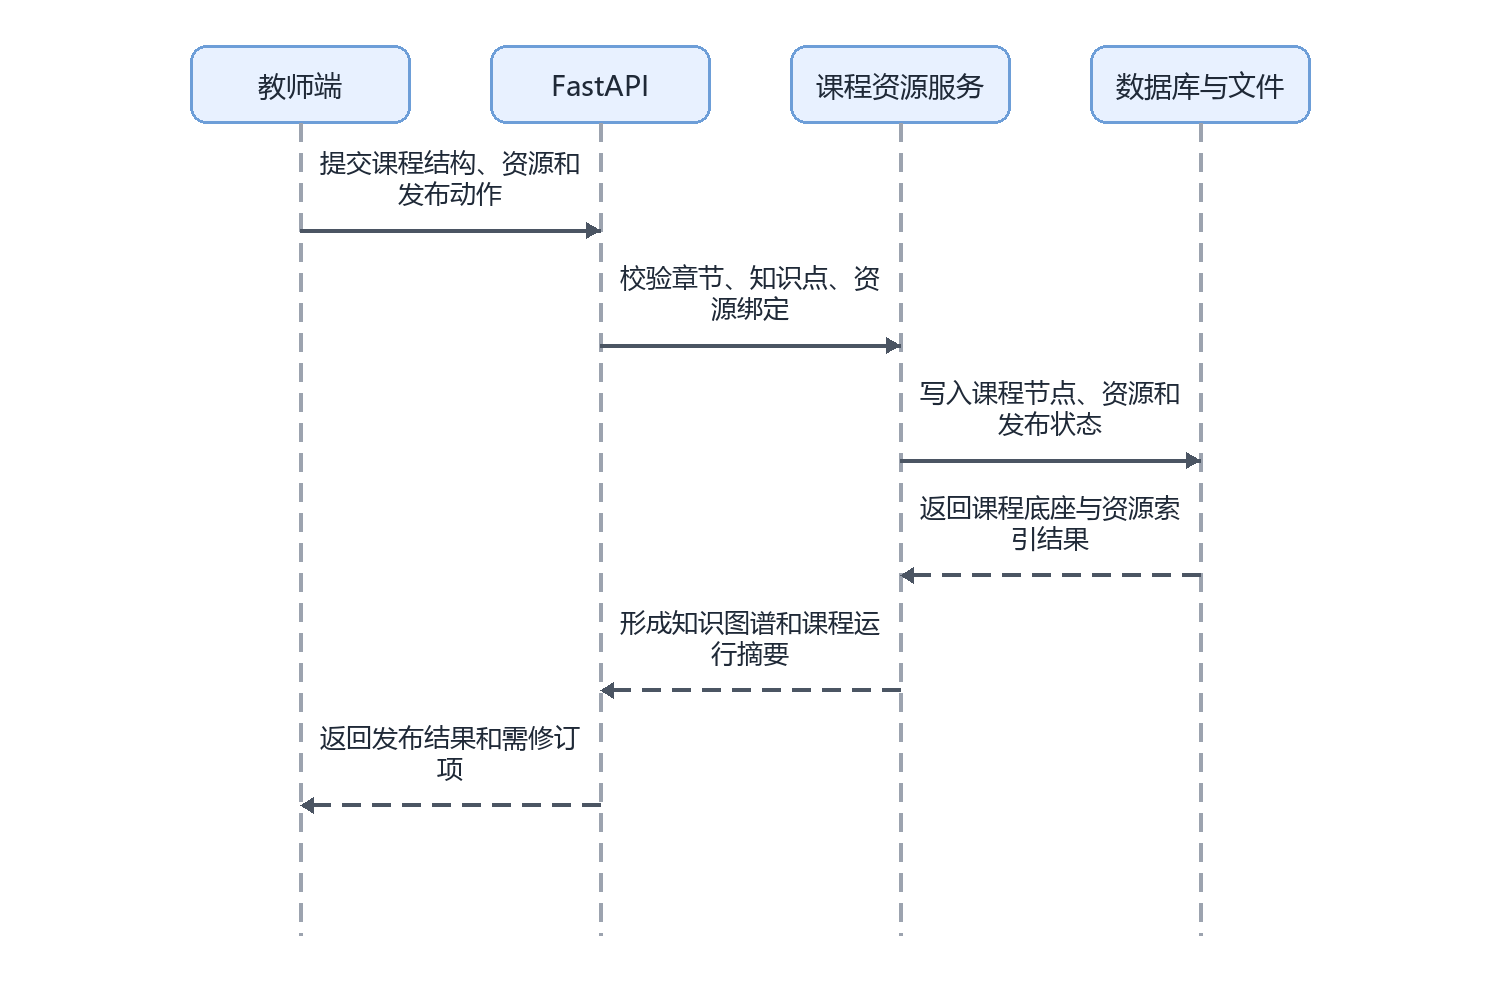 教师端
FastAPI
课程资源服务
数据库与文件
提交课程结构、资源和
发布动作
校验章节、知识点、资
源绑定
写入课程节点、资源和
发布状态
返回课程底座与资源索
引结果
形成知识图谱和课程运
行摘要
返回发布结果和需修订
项